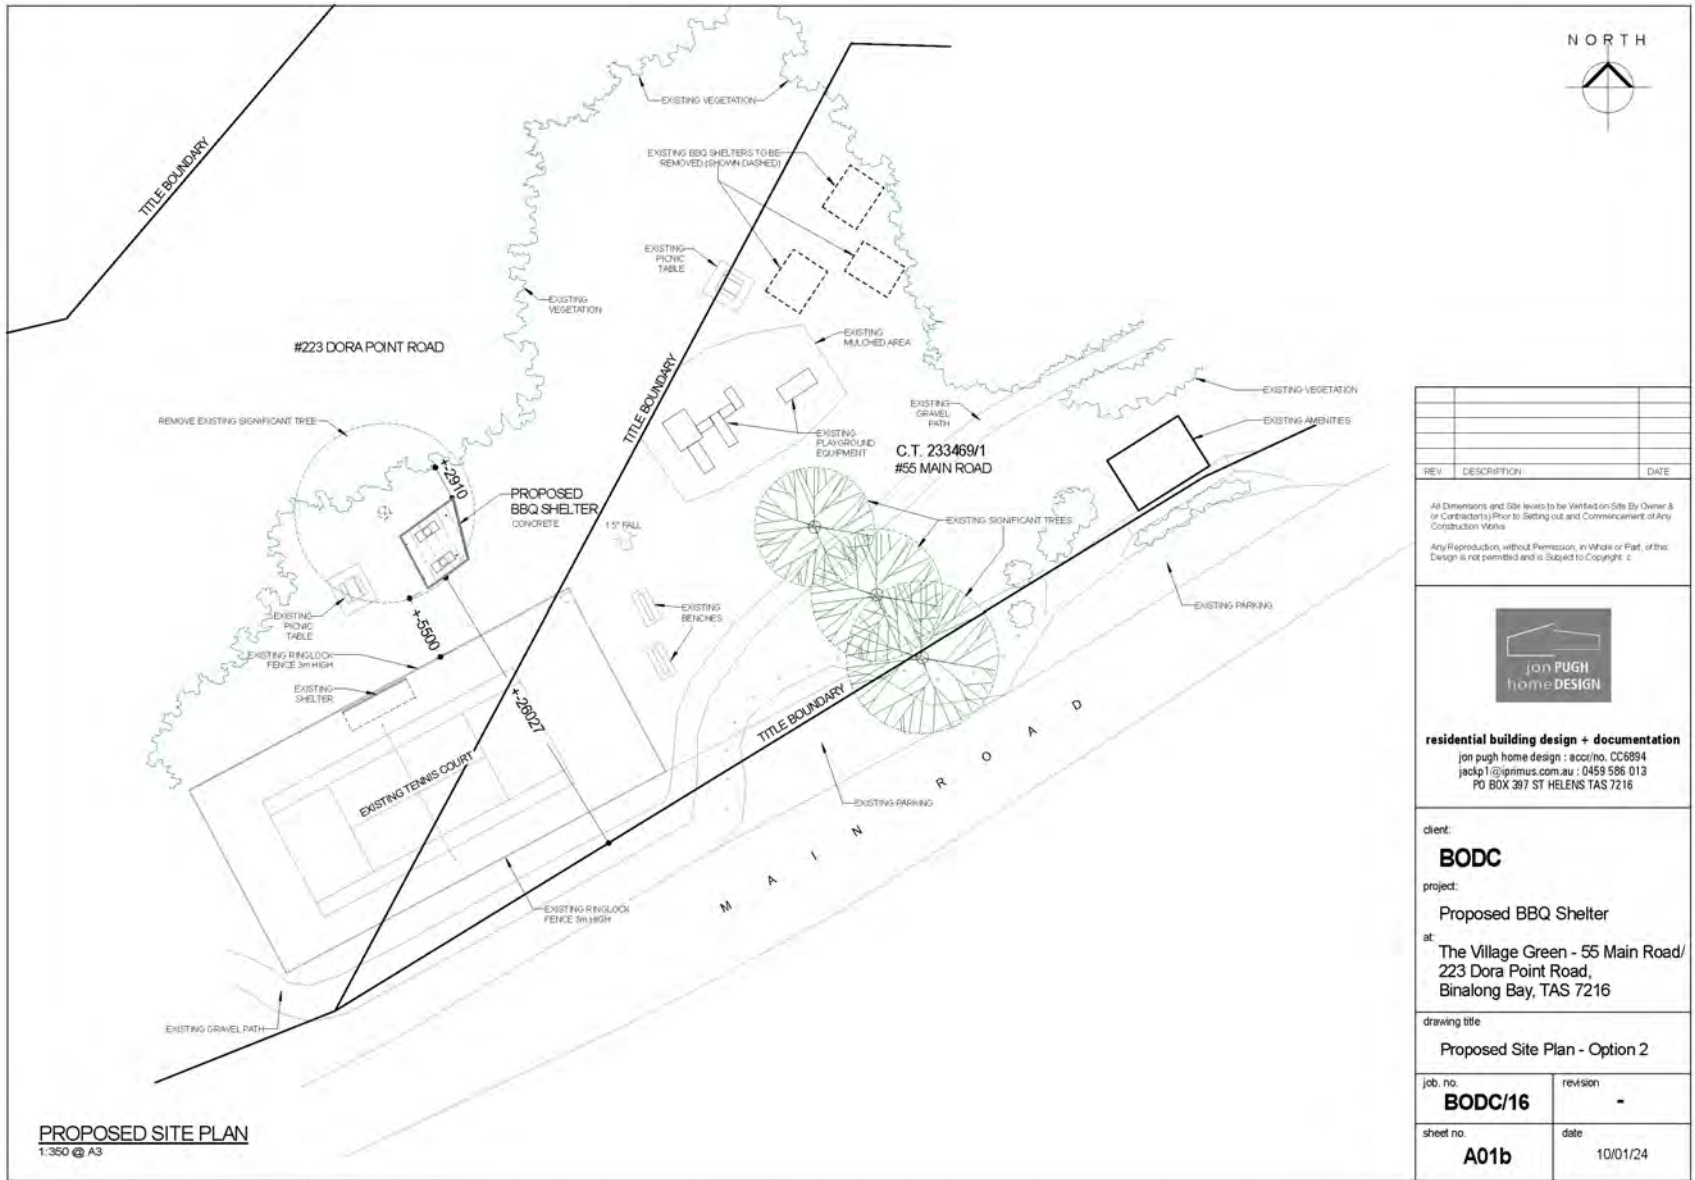 NORTH
EXISTING VEGETATION
TITLE BOUNDARY
EXISTING BBQ SHELTERS TO BE
REMOVED (SHOWN DASHED)
EXISTING
PICNIC
TABLE
EXISTING
VEGETATION
#223 DORA POINT ROAD
EXISTING
MULCHED AREA
TITLE BOUNDARY
EXISTING VEGETATION
EXISTING
GRAVEL
PATH
EXISTING AMENITIES
REMOVE EXISTING SIGNIFICANT TREE
EXISTING
PLAYGROUND
EQUIPMENT
C.T. 233469/1
#55 MAIN ROAD
+-2910
PROPOSED
BBQ SHELTER
CONCRETE
15° FALL
EXISTING SIGNIFICANT TREES
EXISTING
PICNIC
TABLE
EXISTING
BENCHES
EXISTING PARKING
+-5500
EXISTING RINGLOCK
FENCE 3m HIGH
EXISTING
SHELTER
+-26027
TITLE BOUNDARY
EXISTING TENNIS COURT
EXISTING PARKING
MAIN ROAD
EXISTING RINGLOCK
FENCE 3m HIGH
EXISTING GRAVEL PATH
PROPOSED SITE PLAN
1:350 @ A3
REV DESCRIPTION DATE
All Dimensions and Site levels to be Verified on Site By Owner &
or Contractor(s) Prior to Setting out and Commencement of Any
Construction Works
Any Reproduction, without Permission, in Whole or Part, of this
Design is not permitted and is Subject to Copyright c
jon PUGH
home DESIGN
residential building design + documentation
jon pugh home design : accr/no. CC6894
jackp1@iprimus.com.au : 0459 586 013
PO BOX 397 ST HELENS TAS 7216
client:
BODC
project:
Proposed BBQ Shelter
at:
The Village Green - 55 Main Road/
223 Dora Point Road,
Binalong Bay, TAS 7216
drawing title
Proposed Site Plan - Option 2
job. no. revision
BODC/16 -
sheet no. date
A01b 10/01/24